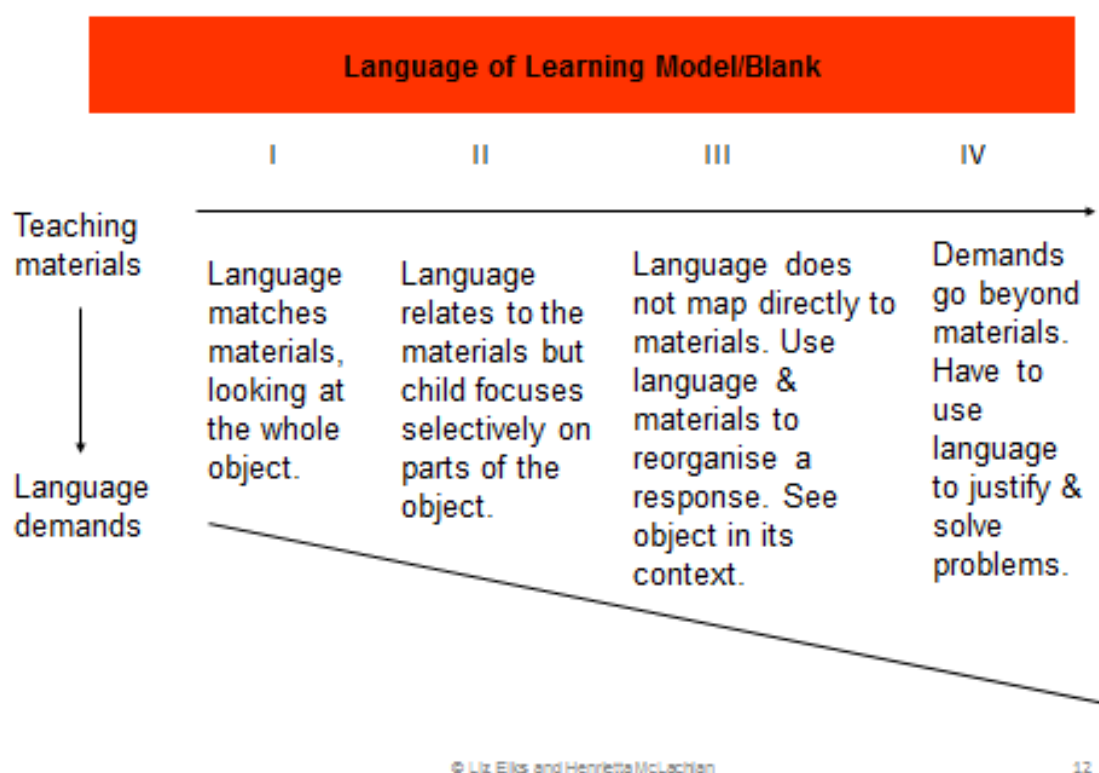 Language of Learning Model/Blank
I II III IV
Teaching
materials
Language
demands
Language
matches
materials,
looking at
the whole
object.
Language
relates to the
materials but
child focuses
selectively on
parts of the
object.
Language does
not map directly to
materials. Use
language &
materials to
reorganise a
response. See
object in its
context.
Demands
go beyond
materials.
Have to
use
language
to justify &
solve
problems.
© Liz Elks and Henrietta McLachlan
12